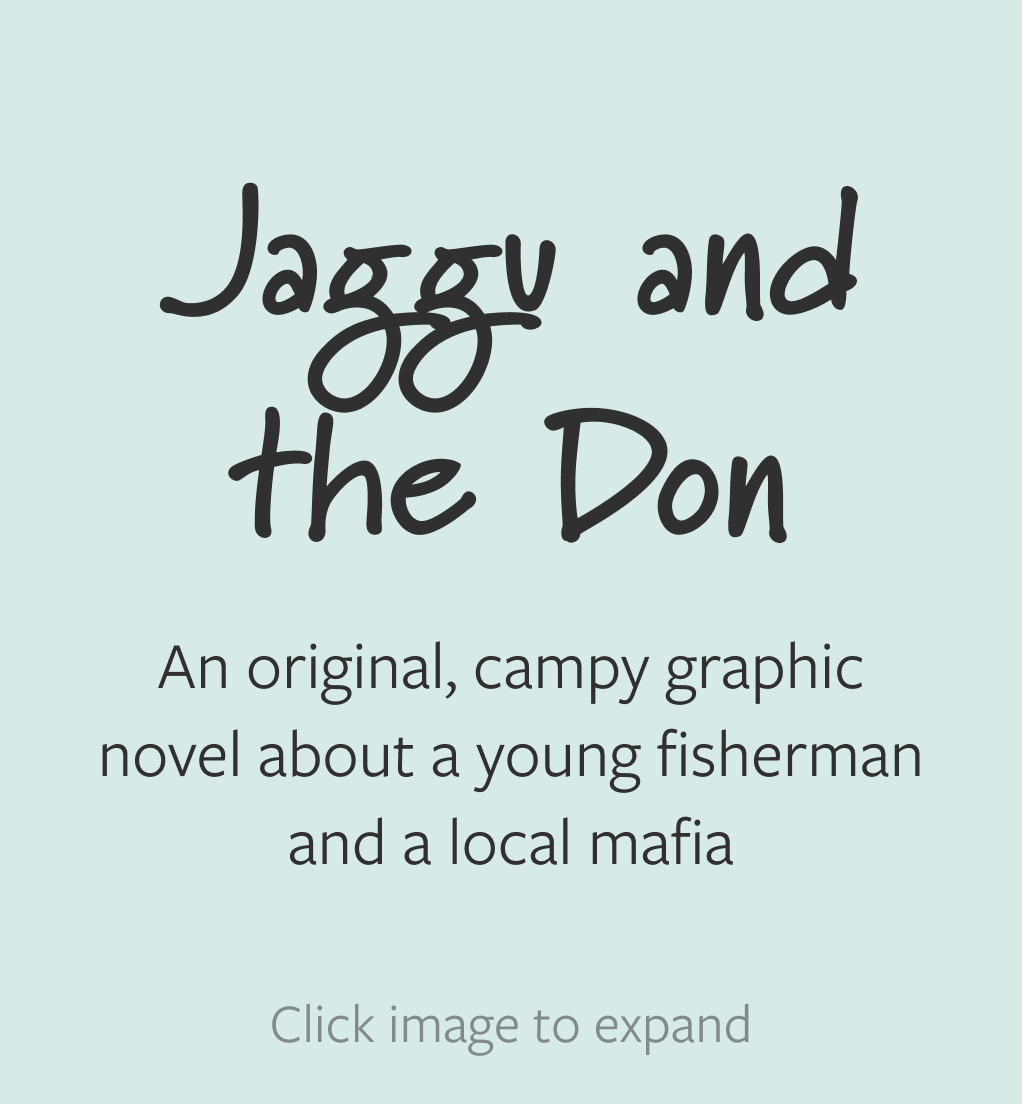 Jaggu and
the Don
An original, campy graphic
novel about a young fisherman
and a local mafia
Click image to expand